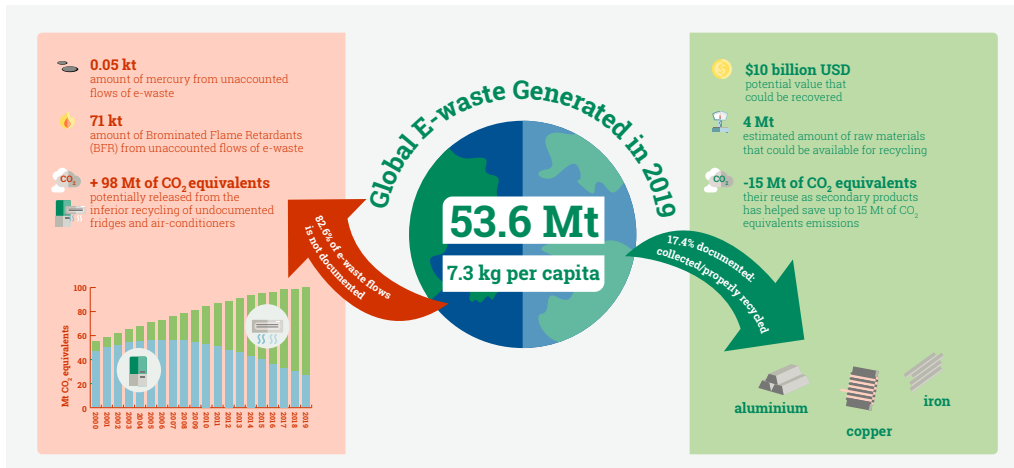 0.05 kt
amount of mercury from unaccounted
flows of e-waste
71 kt
amount of Brominated Flame Retardants
(BFR) from unaccounted flows of e-waste
CO2
+ 98 Mt of CO2 equivalents
potentially released from the
inferior recycling of undocumented
fridges and air-conditioners
Mt CO2 equivalents
100
80
60
40
20
0
2000
2001
2002
2003
2004
2005
2006
2007
2008
2009
2010
2011
2012
2013
2014
2015
2016
2017
2018
2019
82.6% of e-waste flows
is not documented
Global E-waste Generated in 2019
53.6 Mt
7.3 kg per capita
17.4% documented:
collected/properly recycled
$10 billion USD
potential value that
could be recovered
4 Mt
estimated amount of raw materials
that could be available for recycling
CO2
-15 Mt of CO2 equivalents
their reuse as secondary products
has helped save up to 15 Mt of CO2
equivalents emissions
aluminium
copper
iron